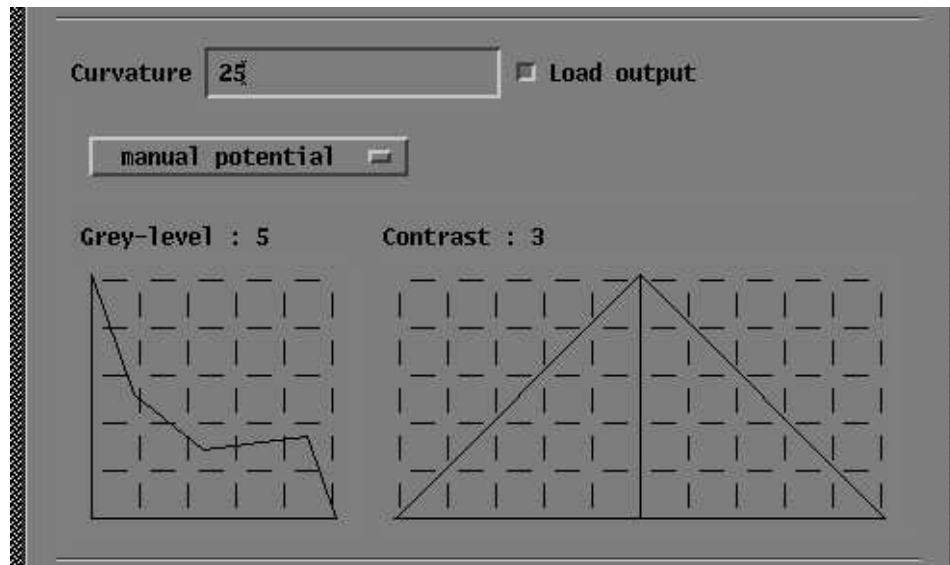 Curvature 25 Load output
manual potential
Grey-level : 5 Contrast : 3